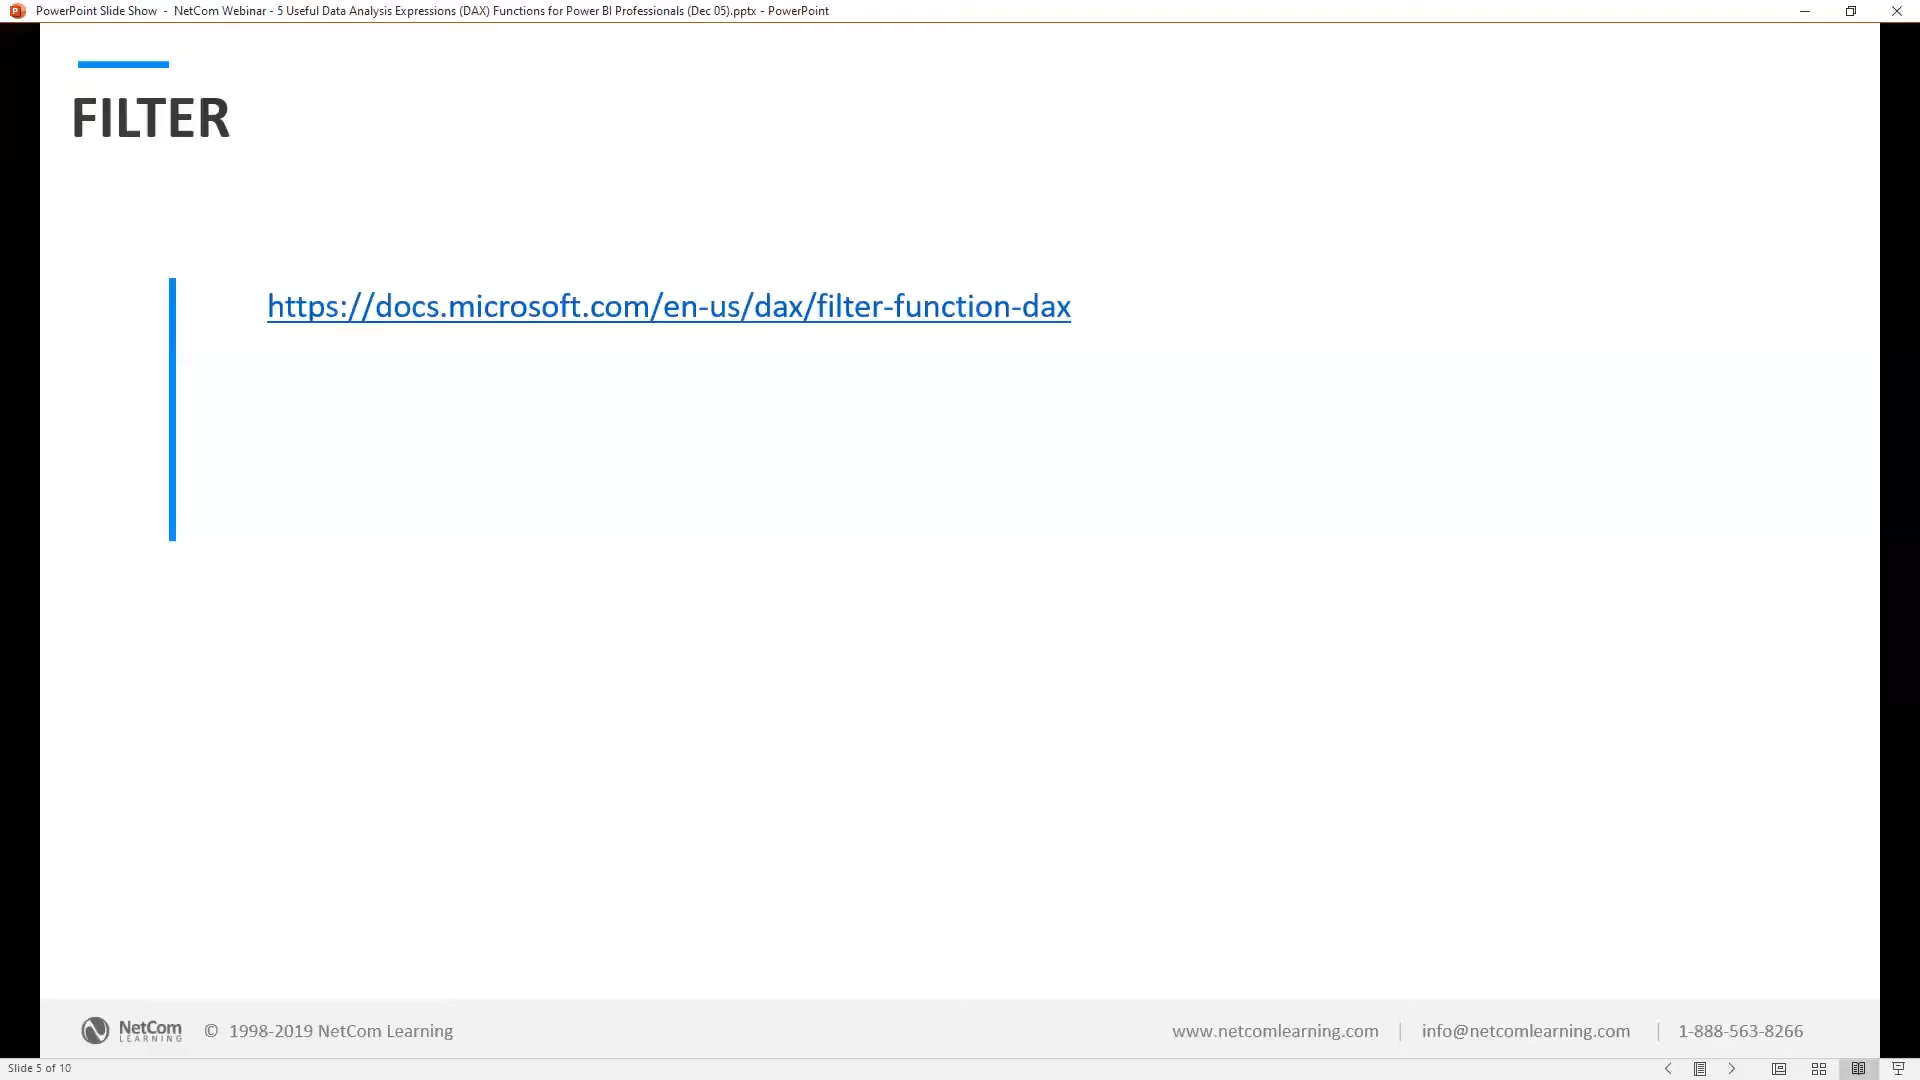 PowerPoint Slide Show - NetCom Webinar - 5 Useful Data Analysis Expressions (DAX) Functions for Power BI Professionals (Dec 05).pptx - PowerPoint
FILTER
https://docs.microsoft.com/en-us/dax/filter-function-dax
NetCom LEARNING © 1998-2019 NetCom Learning www.netcomlearning.com | info@netcomlearning.com | 1-888-563-8266
Slide 5 of 10